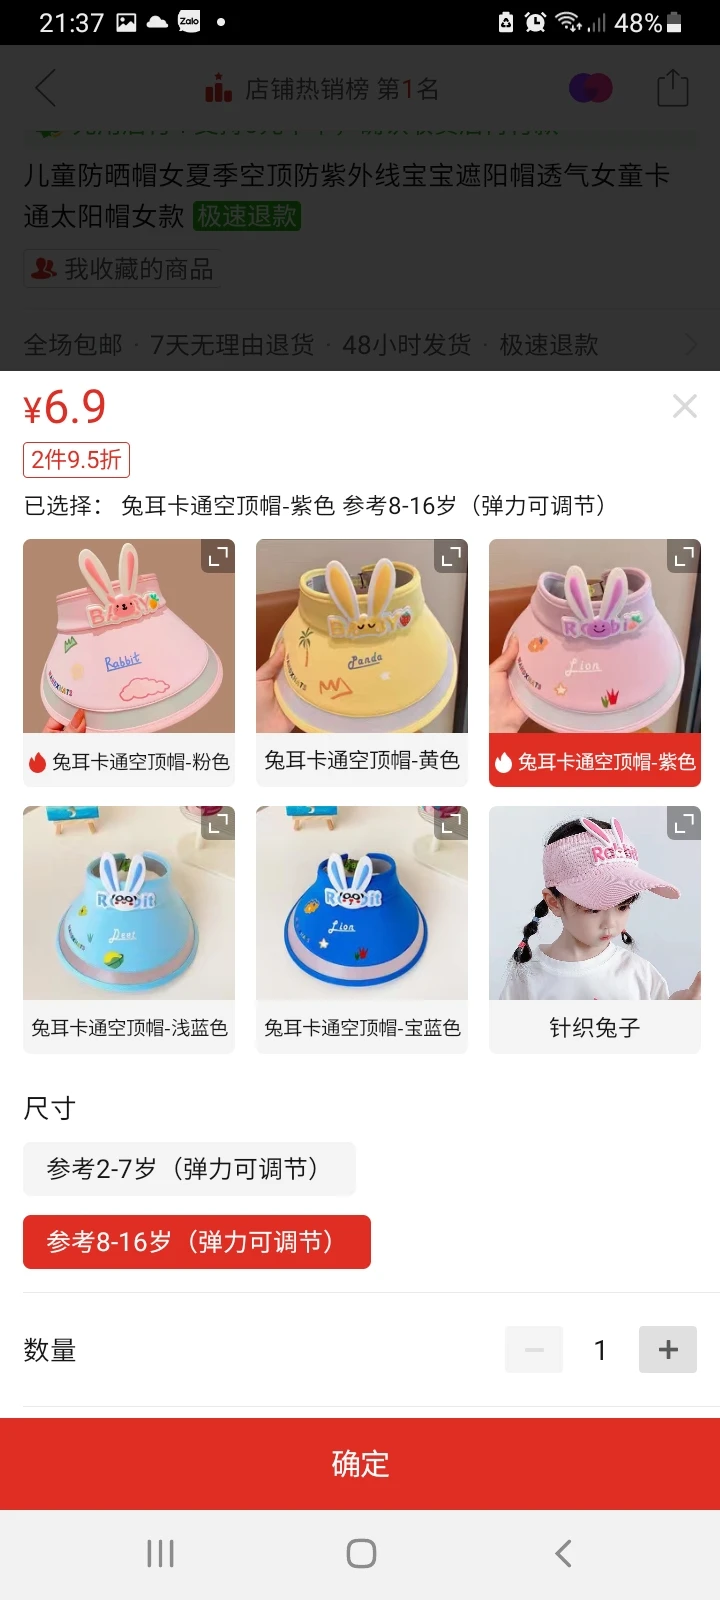 21:37 Zalo 48%
店铺热销榜 第1名
儿童防晒帽女夏季空顶防紫外线宝宝遮阳帽透气女童卡
通太阳帽女款 极速退款
我收藏的商品
全场包邮 · 7天无理由退货 · 48小时发货 · 极速退款
¥6.9
2件9.5折
已选择： 兔耳卡通空顶帽-紫色 参考8-16岁（弹力可调节）
Rabbit
Panda
Lion
兔耳卡通空顶帽-粉色
兔耳卡通空顶帽-黄色
兔耳卡通空顶帽-紫色
Rabbit
Lion
兔耳卡通空顶帽-浅蓝色
兔耳卡通空顶帽-宝蓝色
针织兔子
尺寸
参考2-7岁（弹力可调节）
参考8-16岁（弹力可调节）
数量
1
确定